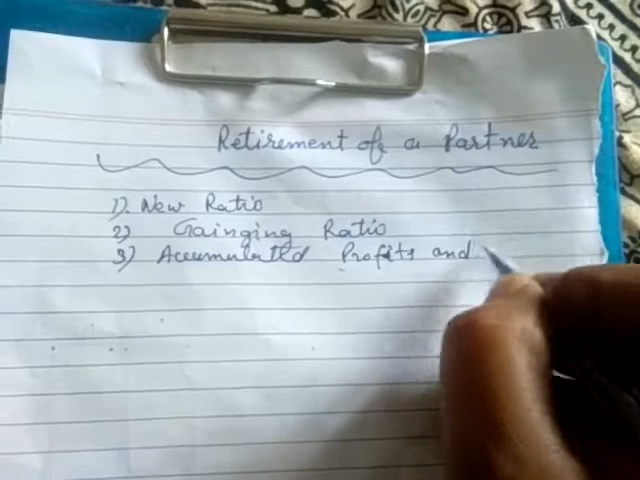 Retirement of a Partner
1). New Ratio
2) Gainging Ratio
3) Accumulated Profits and